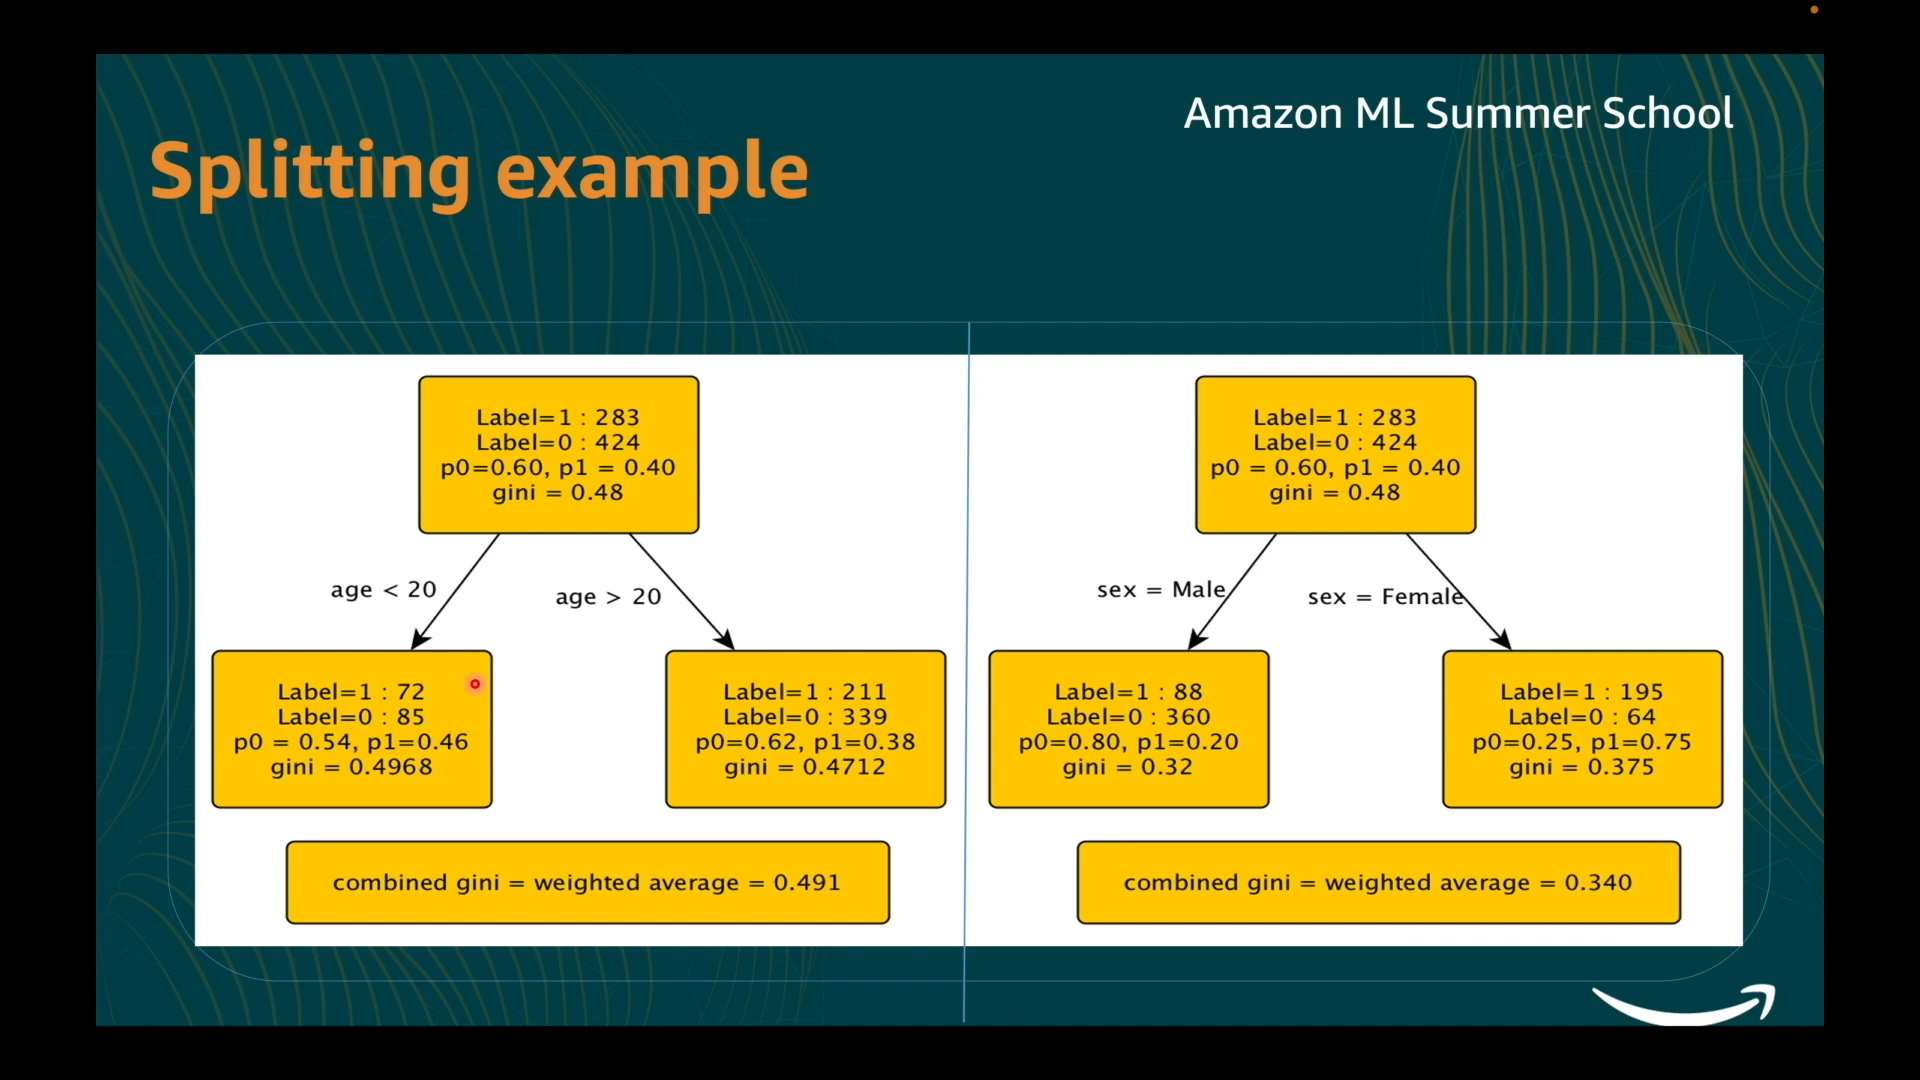 Amazon ML Summer School
Splitting example
Label=1 : 283
Label=0 : 424
p0=0.60, p1 = 0.40
gini = 0.48
age < 20
age > 20
Label=1 : 72
Label=0 : 85
p0 = 0.54, p1=0.46
gini = 0.4968
Label=1 : 211
Label=0 : 339
p0=0.62, p1=0.38
gini = 0.4712
combined gini = weighted average = 0.491
Label=1 : 283
Label=0 : 424
p0 = 0.60, p1 = 0.40
gini = 0.48
sex = Male
sex = Female
Label=1 : 88
Label=0 : 360
p0=0.80, p1=0.20
gini = 0.32
Label=1 : 195
Label=0 : 64
p0=0.25, p1=0.75
gini = 0.375
combined gini = weighted average = 0.340